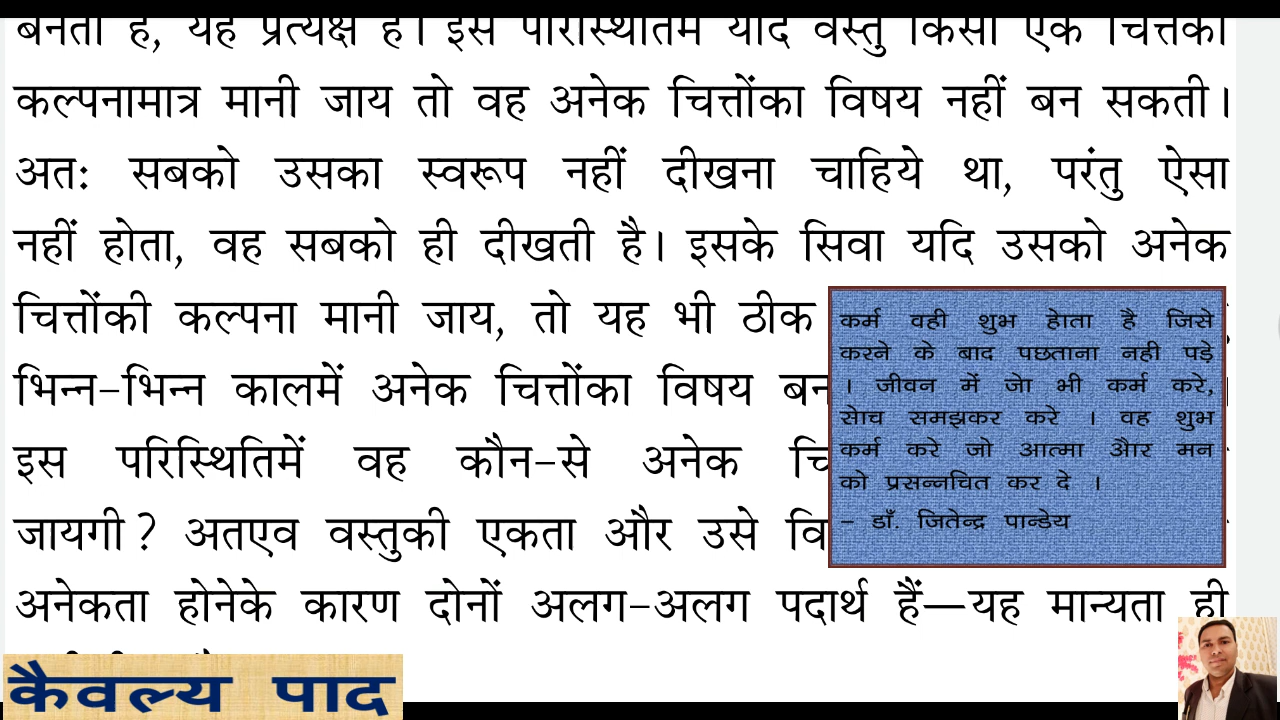 बनता है, यह प्रत्यक्ष है। इस परिस्थितिमें यदि वस्तु किसी एक चित्तकी
कल्पनामात्र मानी जाय तो वह अनेक चित्तोंका विषय नहीं बन सकती।
अतः सबको उसका स्वरूप नहीं दीखना चाहिये था, परंतु ऐसा
नहीं होता, वह सबको ही दीखती है। इसके सिवा यदि उसको अनेक
चित्तोंकी कल्पना मानी जाय, तो यह भी ठीक
भिन्न-भिन्न कालमें अनेक चित्तोंका विषय बन
इस परिस्थितिमें वह कौन-से अनेक चि
जायगी? अतएव वस्तुकी एकता और उसे वि
अनेकता होनेके कारण दोनों अलग-अलग पदार्थ हैं—यह मान्यता ही
कर्म वही शुभ हेाता है जिसे
करने के बाद पछताना नही पड़े
। जीवन में जेा भी कर्म करे,
सेाच समझकर करे । वह शुभ
कर्म करे जो आत्मा और मन
को प्रसन्नचित कर दे ।
– डॉ. जितेन्द्र पान्डेय
कैवल्य पाद